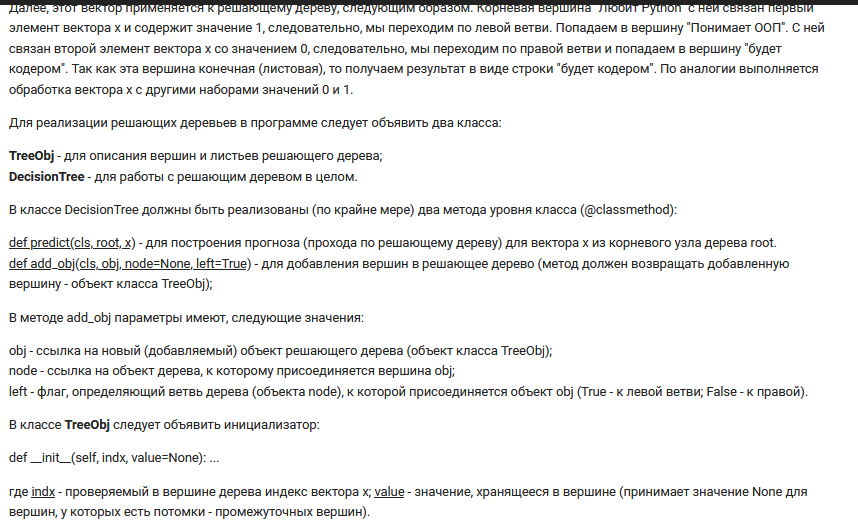 Далее, этот вектор применяется к решающему дереву, следующим образом. Корневая вершина "Любит Python" с ней связан первый
элемент вектора x и содержит значение 1, следовательно, мы переходим по левой ветви. Попадаем в вершину "Понимает ООП". С ней
связан второй элемент вектора x со значением 0, следовательно, мы переходим по правой ветви и попадаем в вершину "будет
кодером". Так как эта вершина конечная (листовая), то получаем результат в виде строки "будет кодером". По аналогии выполняется
обработка вектора x с другими наборами значений 0 и 1.
Для реализации решающих деревьев в программе следует объявить два класса:
TreeObj - для описания вершин и листьев решающего дерева;
DecisionTree - для работы с решающим деревом в целом.
В классе DecisionTree должны быть реализованы (по крайне мере) два метода уровня класса (@classmethod):
def predict(cls, root, x) - для построения прогноза (прохода по решающему дереву) для вектора x из корневого узла дерева root.
def add_obj(cls, obj, node=None, left=True) - для добавления вершин в решающее дерево (метод должен возвращать добавленную
вершину - объект класса TreeObj);
В методе add_obj параметры имеют, следующие значения:
obj - ссылка на новый (добавляемый) объект решающего дерева (объект класса TreeObj);
node - ссылка на объект дерева, к которому присоединяется вершина obj;
left - флаг, определяющий ветвь дерева (объекта node), к которой присоединяется объект obj (True - к левой ветви; False - к правой).
В классе TreeObj следует объявить инициализатор:
def __init__(self, indx, value=None): ...
где indx - проверяемый в вершине дерева индекс вектора x; value - значение, хранящееся в вершине (принимает значение None для
вершин, у которых есть потомки - промежуточных вершин).